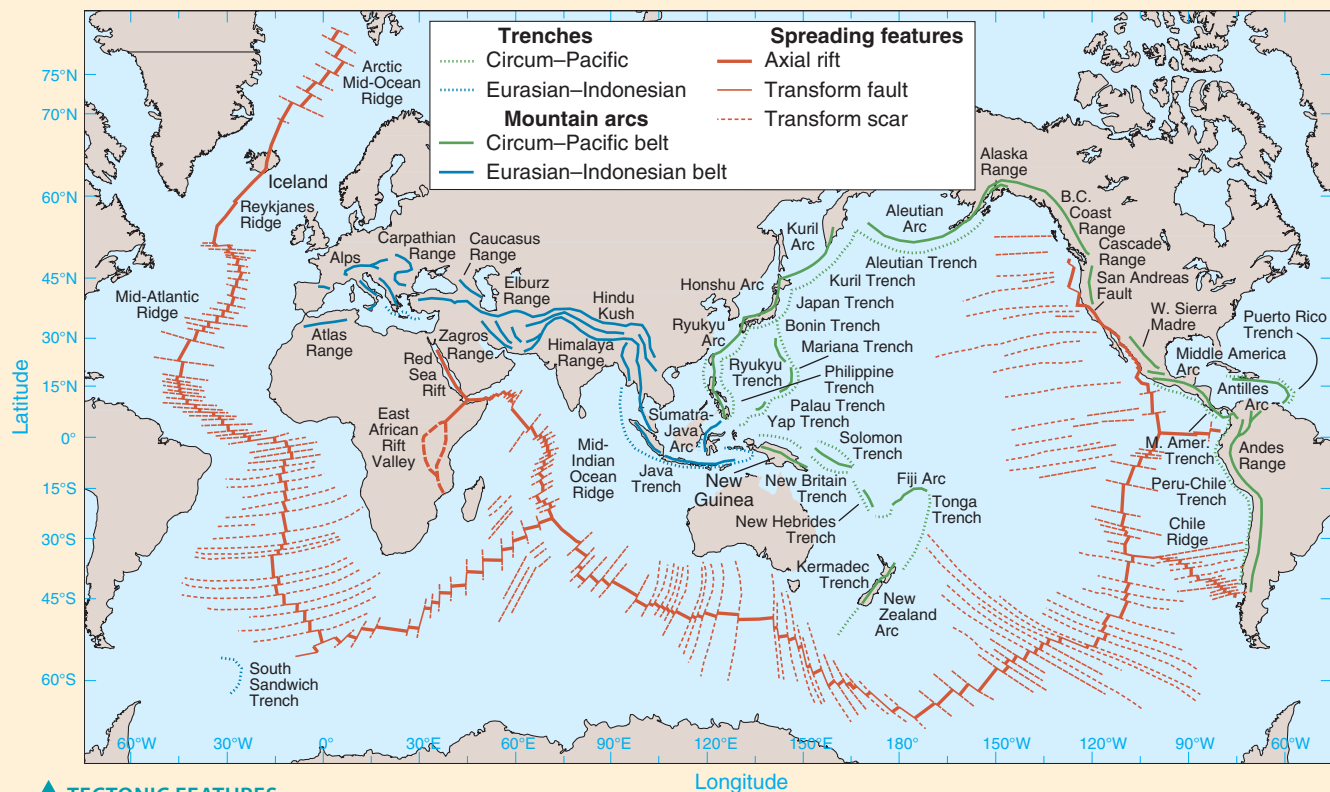 Trenches
Circum–Pacific
Eurasian–Indonesian
Mountain arcs
Circum–Pacific belt
Eurasian–Indonesian belt
Spreading features
Axial rift
Transform fault
Transform scar
75°N
70°N
60°N
45°N
30°N
15°N
0°
15°S
30°S
45°S
60°S
Latitude
Arctic
Mid-Ocean
Ridge
Iceland
Reykjanes
Ridge
Mid-Atlantic
Ridge
Alps
Carpathian
Range
Caucasus
Range
Elburz
Range
Hindu
Kush
Atlas
Range
Zagros
Range
Himalaya
Range
Red
Sea
Rift
East
African
Rift
Valley
Mid-
Indian
Ocean
Ridge
Java
Trench
Sumatra-
Java
Arc
New
Guinea
Honshu Arc
Ryukyu
Arc
Ryukyu
Trench
Kuril
Arc
Aleutian
Arc
Aleutian Trench
Kuril Trench
Japan Trench
Bonin Trench
Mariana Trench
Philippine
Trench
Palau Trench
Yap Trench
Solomon
Trench
New Britain
Trench
Fiji Arc
Tonga
Trench
New Hebrides
Trench
Kermadec
Trench
New
Zealand
Arc
Alaska
Range
B.C.
Coast
Range
Cascade
Range
San Andreas
Fault
W. Sierra
Madre
Puerto Rico
Trench
Middle America
Arc
Antilles
Arc
M. Amer.
Trench
Andes
Range
Peru-Chile
Trench
Chile
Ridge
South
Sandwich
Trench
60°W
30°W
0°
30°E
60°E
90°E
120°E
150°E
180°
150°W
120°W
90°W
60°W
Longitude
TECTONIC FEATURES